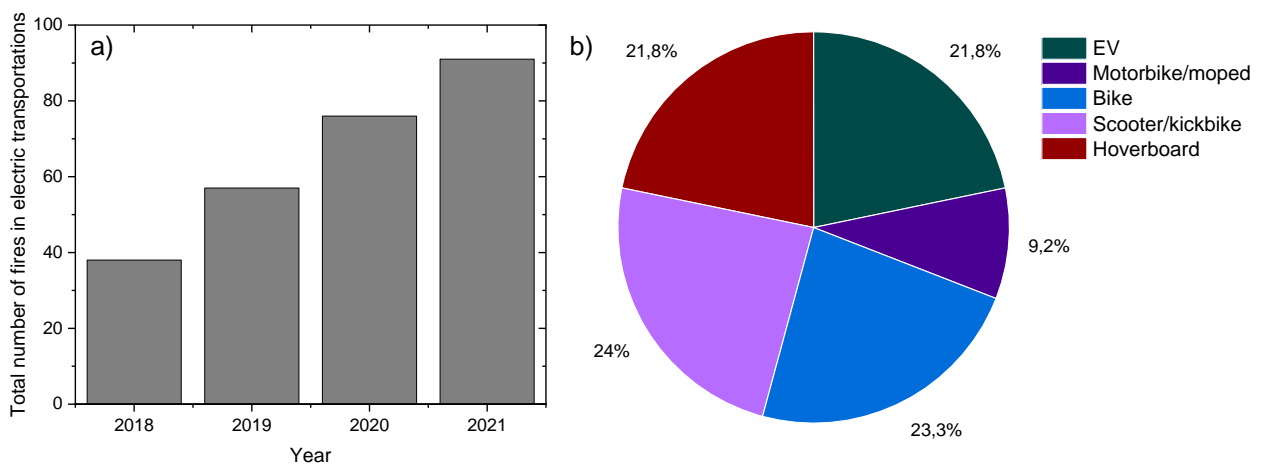 a)
100
80
60
40
20
0
Total number of fires in electric transportations
2018 2019 2020 2021
Year
b)
21,8%
21,8%
9,2%
23,3%
24%
EV
Motorbike/moped
Bike
Scooter/kickbike
Hoverboard